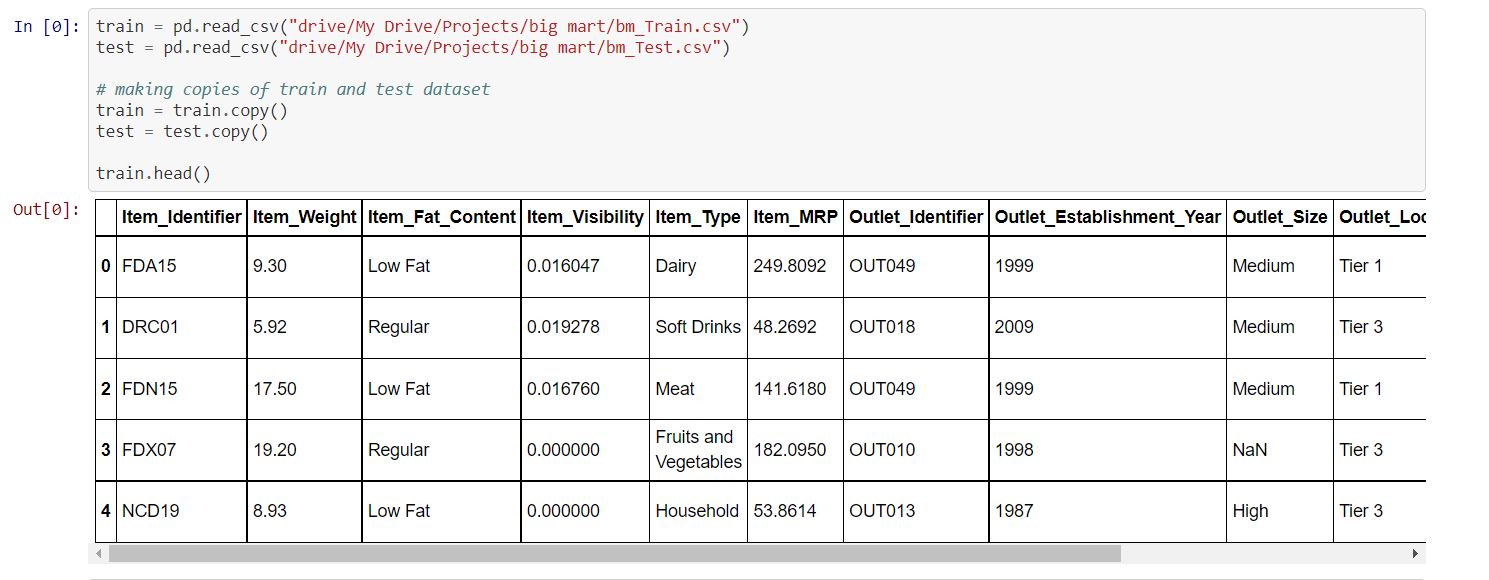 In [0]: train = pd.read_csv("drive/My Drive/Projects/big mart/bm_Train.csv")
test = pd.read_csv("drive/My Drive/Projects/big mart/bm_Test.csv")
# making copies of train and test dataset
train = train.copy()
test = test.copy()
train.head()
Out[0]:
Item_Identifier Item_Weight Item_Fat_Content Item_Visibility Item_Type Item_MRP Outlet_Identifier Outlet_Establishment_Year Outlet_Size Outlet_Loc
0 FDA15 9.30 Low Fat 0.016047 Dairy 249.8092 OUT049 1999 Medium Tier 1
1 DRC01 5.92 Regular 0.019278 Soft Drinks 48.2692 OUT018 2009 Medium Tier 3
2 FDN15 17.50 Low Fat 0.016760 Meat 141.6180 OUT049 1999 Medium Tier 1
3 FDX07 19.20 Regular 0.000000 Fruits and Vegetables 182.0950 OUT010 1998 NaN Tier 3
4 NCD19 8.93 Low Fat 0.000000 Household 53.8614 OUT013 1987 High Tier 3